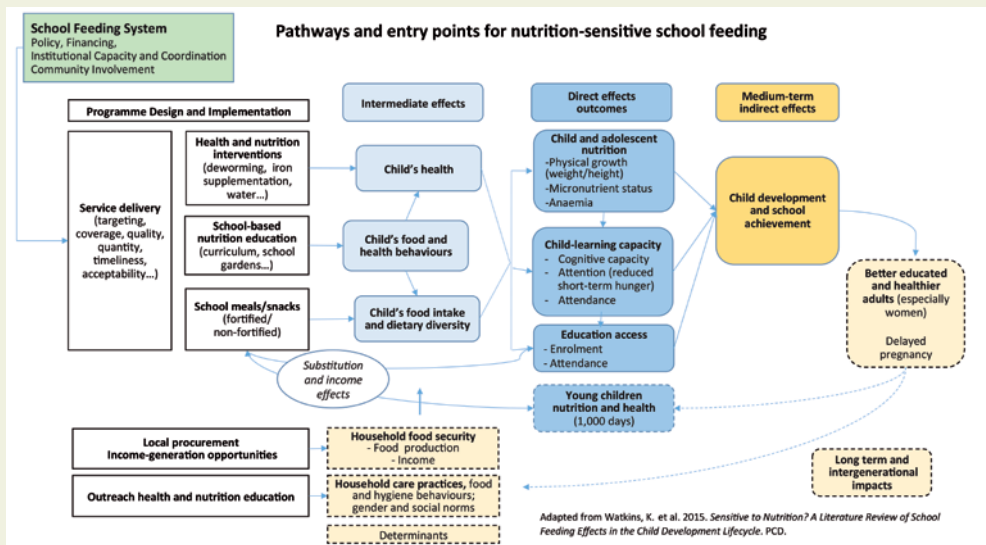 School Feeding System
Policy, Financing,
Institutional Capacity and Coordination
Community Involvement
Pathways and entry points for nutrition-sensitive school feeding
Programme Design and Implementation
Intermediate effects
Direct effects
outcomes
Medium-term
indirect effects
Service delivery
(targeting,
coverage, quality,
quantity,
timeliness,
acceptability...)
Health and nutrition
interventions
(deworming, iron
supplementation,
water...)
School-based
nutrition education
(curriculum, school
gardens...)
School meals/snacks
(fortified/
non-fortified)
Child's health
Child's food and
health behaviours
Child's food intake
and dietary diversity
Child and adolescent
nutrition
-Physical growth
(weight/height)
-Micronutrient status
-Anaemia
Child-learning capacity
- Cognitive capacity
- Attention (reduced
short-term hunger)
- Attendance
Education access
- Enrolment
- Attendance
Child development
and school
achievement
Better educated
and healthier
adults (especially
women)
Delayed
pregnancy
Substitution
and income
effects
Young children
nutrition and health
(1,000 days)
Local procurement
Income-generation opportunities
Household food security
- Food production
- Income
Outreach health and nutrition education
Household care practices, food
and hygiene behaviours;
gender and social norms
Determinants
Long term and
intergenerational
impacts
Adapted from Watkins, K. et al. 2015. Sensitive to Nutrition? A Literature Review of School
Feeding Effects in the Child Development Lifecycle. PCD.